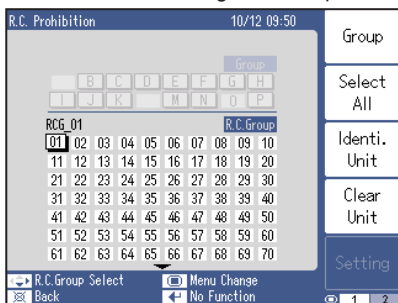 R.C. Prohibition 10/12 09:50
Group
Group
B C D E F G H
I J K M N O P
Select
All
RCG_01 R.C.Group
01 02 03 04 05 06 07 08 09 10
11 12 13 14 15 16 17 18 19 20
Identi.
Unit
21 22 23 24 25 26 27 28 29 30
31 32 33 34 35 36 37 38 39 40
Clear
Unit
41 42 43 44 45 46 47 48 49 50
51 52 53 54 55 56 57 58 59 60
61 62 63 64 65 66 67 68 69 70
Setting
R.C.Group Select Menu Change
Back No Function
1 2